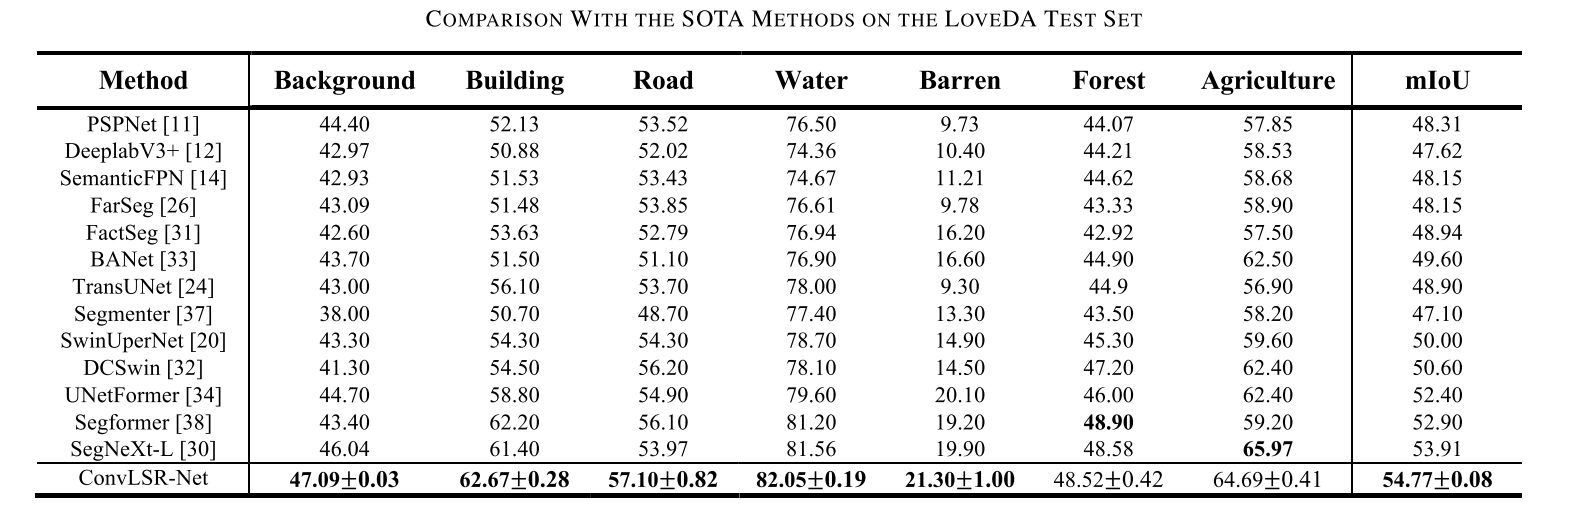 COMPARISON WITH THE SOTA METHODS ON THE LOVEDA TEST SET
Method Background Building Road Water Barren Forest Agriculture mIoU
PSPNet [11] 44.40 52.13 53.52 76.50 9.73 44.07 57.85 48.31
DeeplabV3+ [12] 42.97 50.88 52.02 74.36 10.40 44.21 58.53 47.62
SemanticFPN [14] 42.93 51.53 53.43 74.67 11.21 44.62 58.68 48.15
FarSeg [26] 43.09 51.48 53.85 76.61 9.78 43.33 58.90 48.15
FactSeg [31] 42.60 53.63 52.79 76.94 16.20 42.92 57.50 48.94
BANet [33] 43.70 51.50 51.10 76.90 16.60 44.90 62.50 49.60
TransUNet [24] 43.00 56.10 53.70 78.00 9.30 44.9 56.90 48.90
Segmenter [37] 38.00 50.70 48.70 77.40 13.30 43.50 58.20 47.10
SwinUperNet [20] 43.30 54.30 54.30 78.70 14.90 45.30 59.60 50.00
DCSwin [32] 41.30 54.50 56.20 78.10 14.50 47.20 62.40 50.60
UNetFormer [34] 44.70 58.80 54.90 79.60 20.10 46.00 62.40 52.40
Segformer [38] 43.40 62.20 56.10 81.20 19.20 48.90 59.20 52.90
SegNeXt-L [30] 46.04 61.40 53.97 81.56 19.90 48.58 65.97 53.91
ConvLSR-Net 47.09±0.03 62.67±0.28 57.10±0.82 82.05±0.19 21.30±1.00 48.52±0.42 64.69±0.41 54.77±0.08